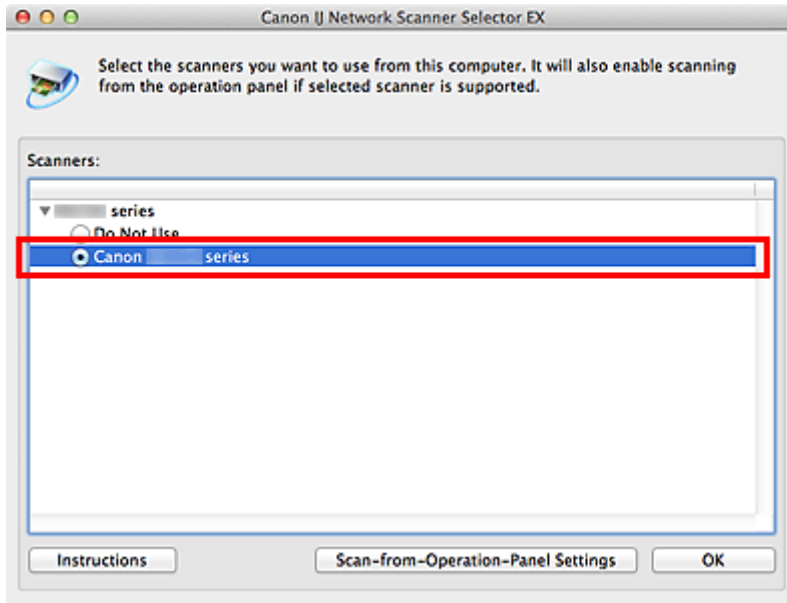 Canon IJ Network Scanner Selector EX
Select the scanners you want to use from this computer. It will also enable scanning
from the operation panel if selected scanner is supported.
Scanners:
series
Do Not Use
Canon series
Instructions
Scan-from-Operation-Panel Settings
OK